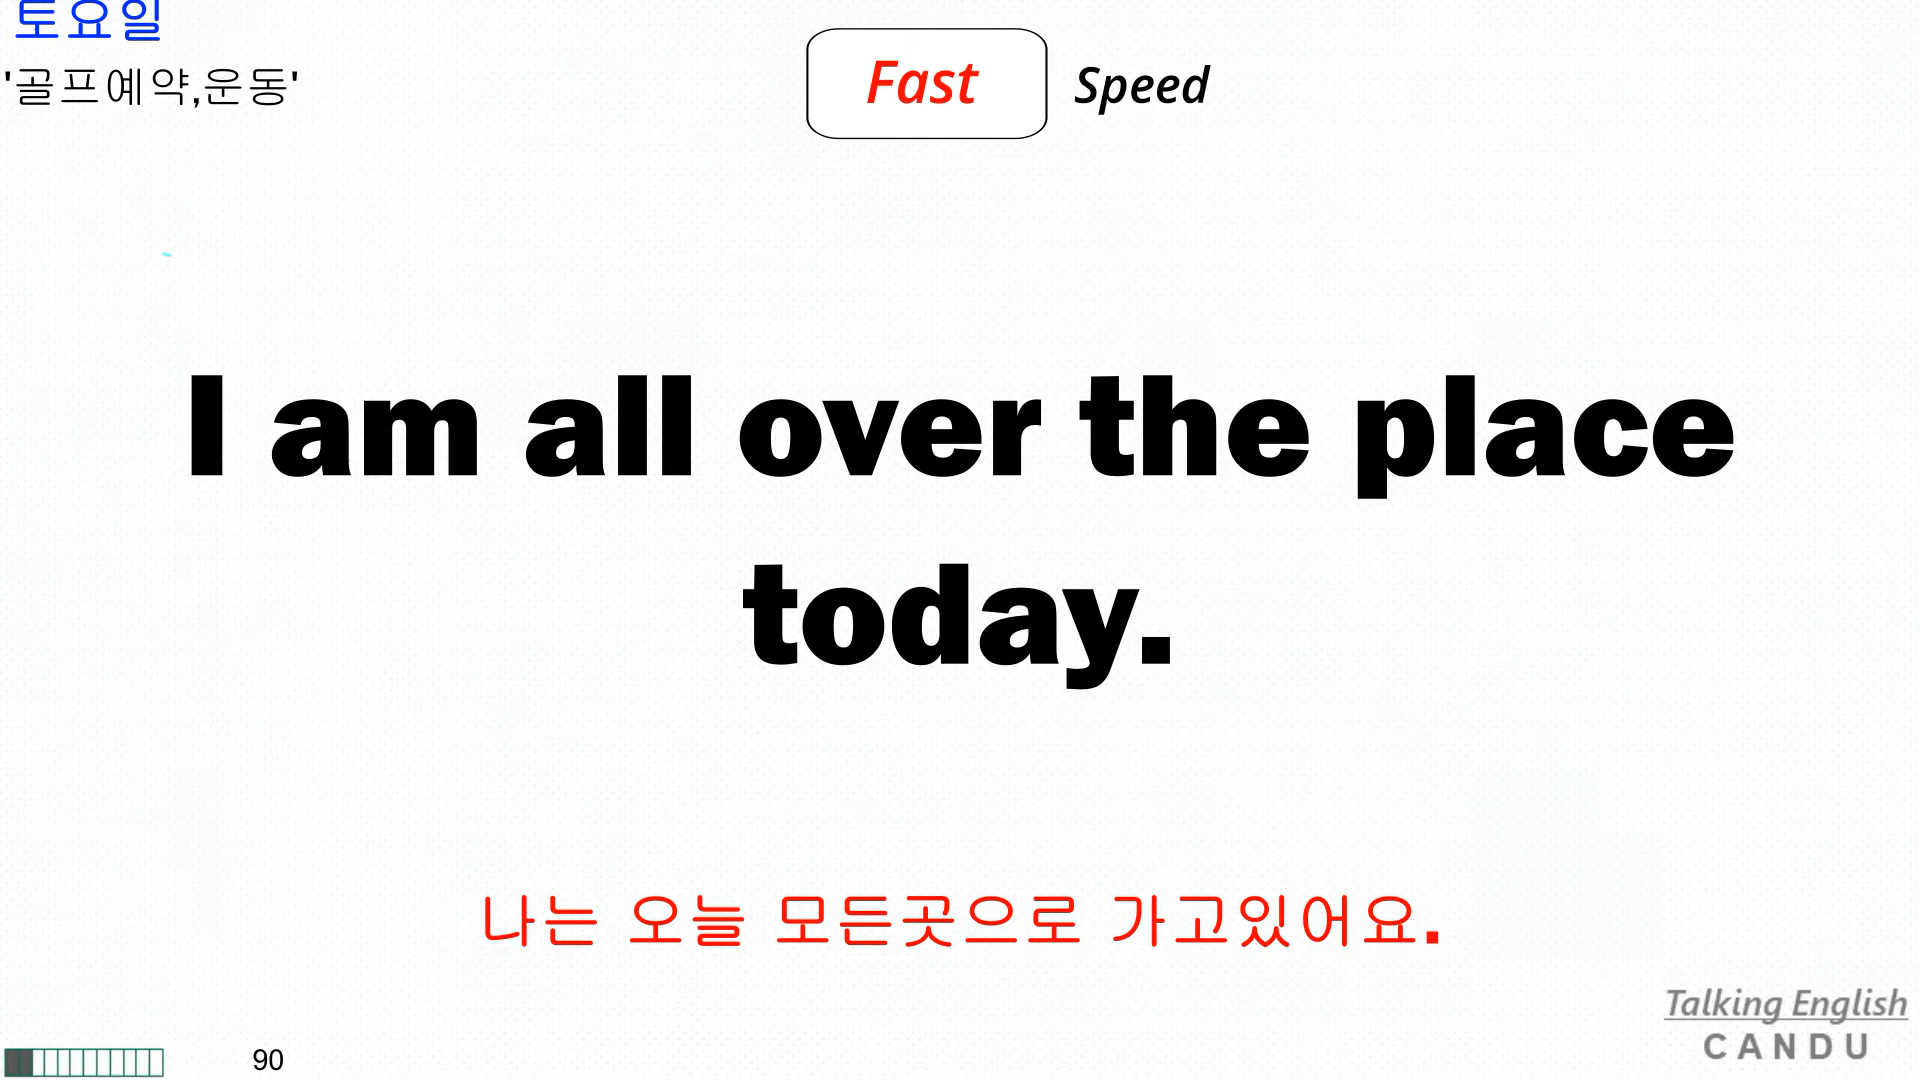 토요일
'골프예약,운동'
Fast Speed
I am all over the place
today.
나는 오늘 모든곳으로 가고있어요.
Talking English
CANDU
90